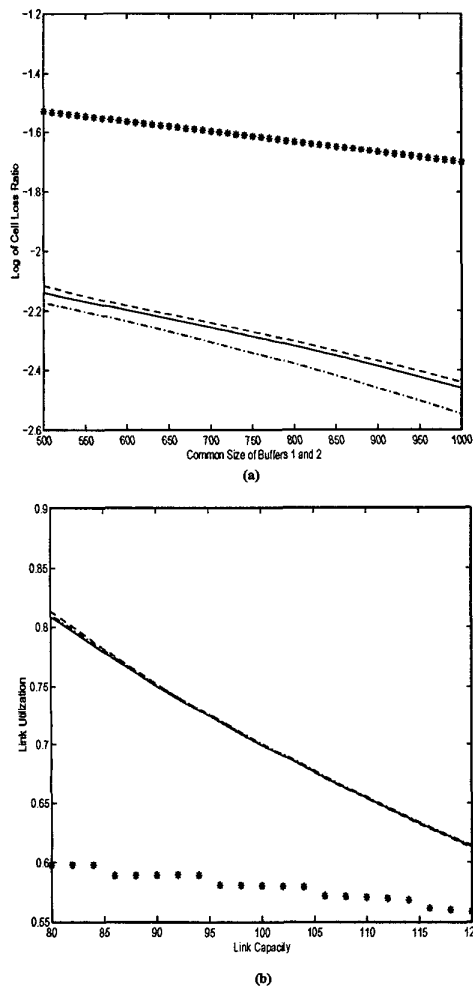 -1.2
-1.4
-1.6
-1.8
-2
-2.2
-2.4
-2.6
Log of Cell Loss Ratio
500 550 600 650 700 750 800 850 900 950 1000
Common Size of Buffers 1 and 2
(a)
0.9
0.85
0.8
0.75
0.7
0.65
0.6
0.55
Link Utilization
80 85 90 95 100 105 110 115 12
Link Capacity
(b)